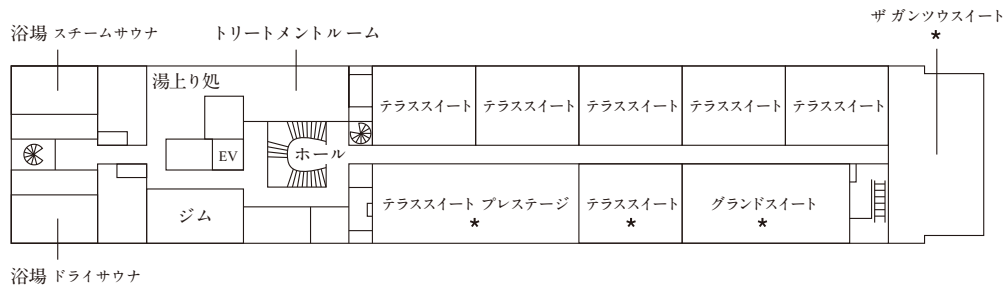 ザ ガンツウスイート
*
浴場 スチームサウナ
トリートメントルーム
湯上り処
テラススイート
テラススイート
テラススイート
テラススイート
テラススイート
EV
ホール
ジム
テラススイート プレステージ
*
テラススイート
*
グランドスイート
*
浴場 ドライサウナ